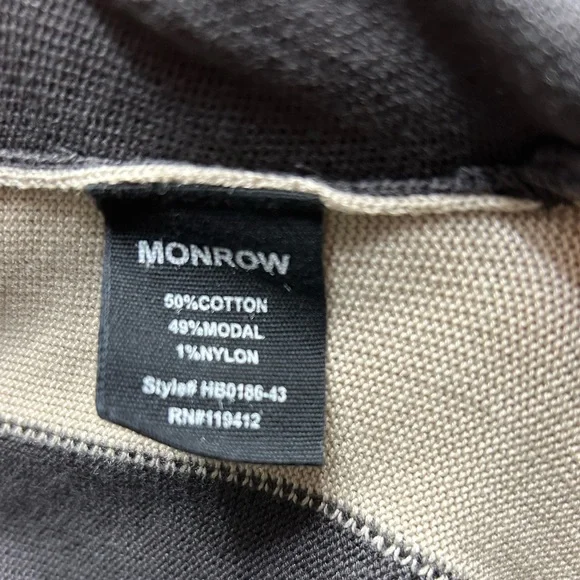 MONROW
50%COTTON
49%MODAL
1%NYLON
Style# HB0186-43
RN#119412